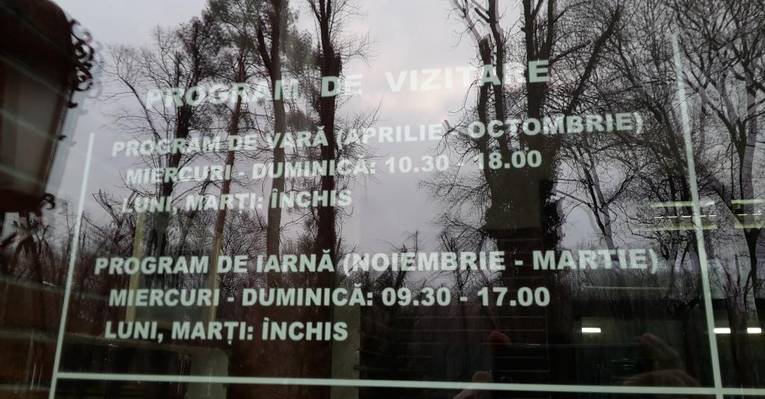 PROGRAM DE VIZITARE
PROGRAM DE VARĂ (APRILIE - OCTOMBRIE)
MIERCURI - DUMINICĂ: 10.30 - 18.00
LUNI, MARȚI: ÎNCHIS
PROGRAM DE IARNĂ (NOIEMBRIE - MARTIE)
MIERCURI - DUMINICĂ: 09.30 - 17.00
LUNI, MARȚI: ÎNCHIS